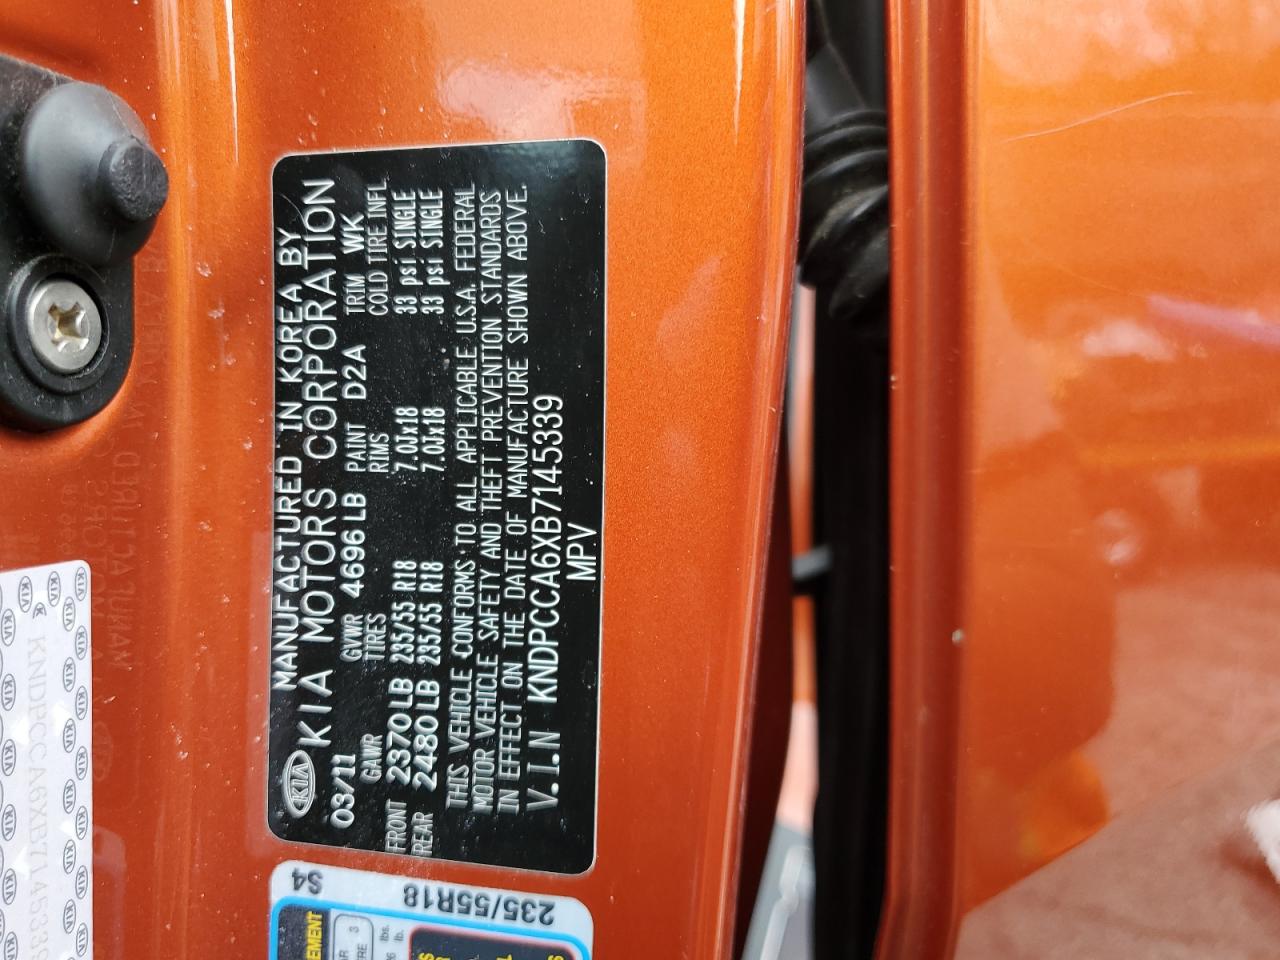 MANUFACTURED IN KOREA BY
KIA KIA MOTORS CORPORATION
03/11 GVWR 4696 LB PAINT D2A TRIM WK
GAWR TIRES RIMS COLD TIRE INFL.
FRONT 2370 LB 235/55 R18 7.0Jx18 33 psi SINGLE
REAR 2480 LB 235/55 R18 7.0Jx18 33 psi SINGLE
THIS VEHICLE CONFORMS TO ALL APPLICABLE U.S.A. FEDERAL
MOTOR VEHICLE SAFETY AND THEFT PREVENTION STANDARDS
IN EFFECT ON THE DATE OF MANUFACTURE SHOWN ABOVE.
V.I.N KNDPCCA6XB7145339
MPV
S4
235/55R18
EMENT
KNDPCCA6XB7145339